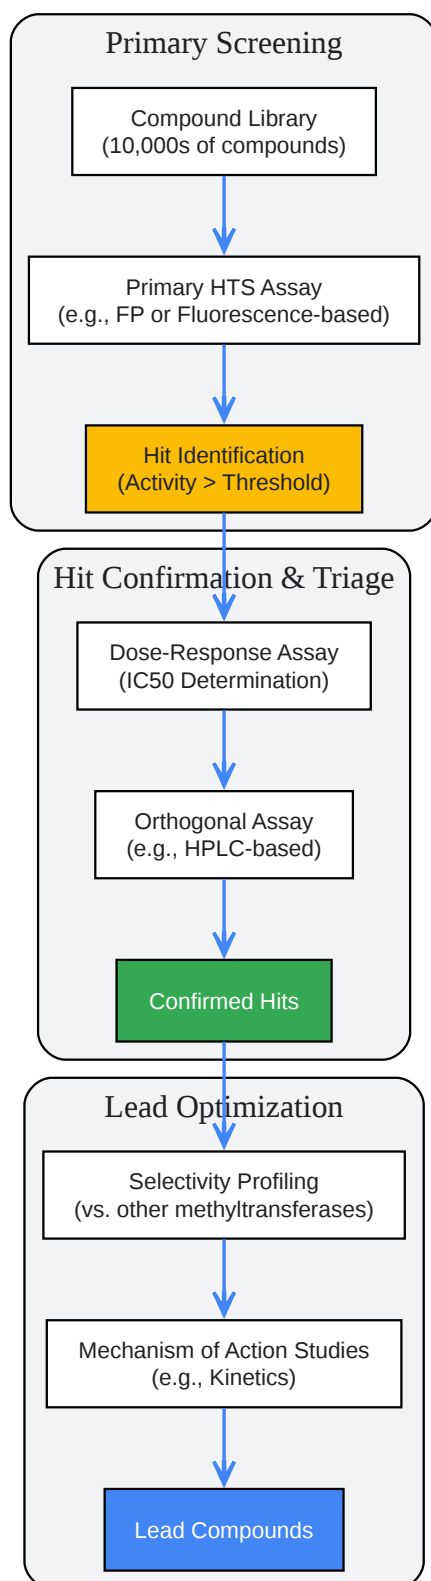 Primary Screening
Compound Library
(10,000s of compounds)
Primary HTS Assay
(e.g., FP or Fluorescence-based)
Hit Identification
(Activity > Threshold)
Hit Confirmation & Triage
Dose-Response Assay
(IC50 Determination)
Orthogonal Assay
(e.g., HPLC-based)
Confirmed Hits
Lead Optimization
Selectivity Profiling
(vs. other methyltransferases)
Mechanism of Action Studies
(e.g., Kinetics)
Lead Compounds